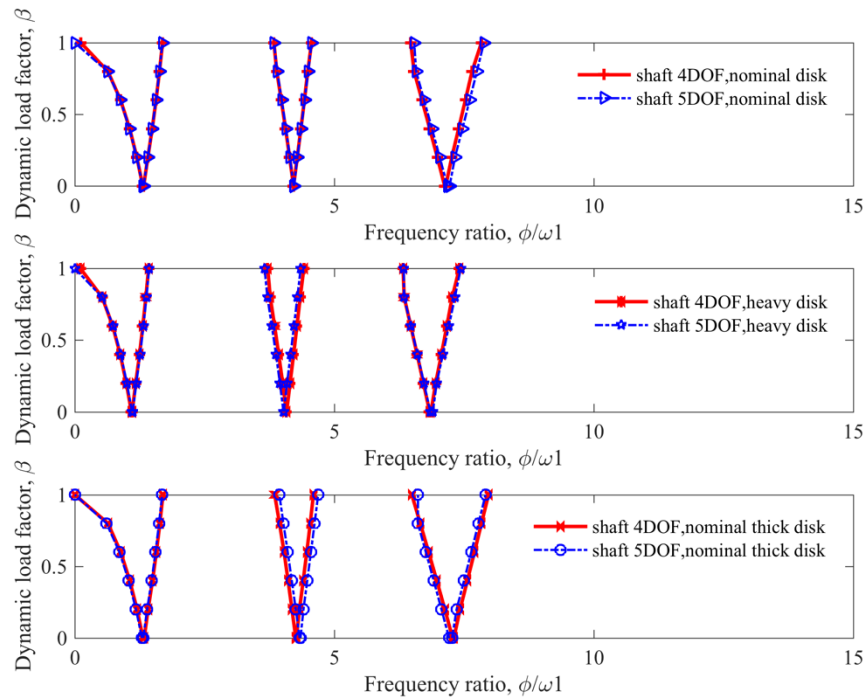 Dynamic load factor, β
1
0.5
0
shaft 4DOF,nominal disk
shaft 5DOF,nominal disk
0 5 10 15
Frequency ratio, ϕ/ω1
Dynamic load factor, β
1
0.5
0
shaft 4DOF,heavy disk
shaft 5DOF,heavy disk
0 5 10 15
Frequency ratio, ϕ/ω1
Dynamic load factor, β
1
0.5
0
shaft 4DOF,nominal thick disk
shaft 5DOF,nominal thick disk
0 5 10 15
Frequency ratio, ϕ/ω1